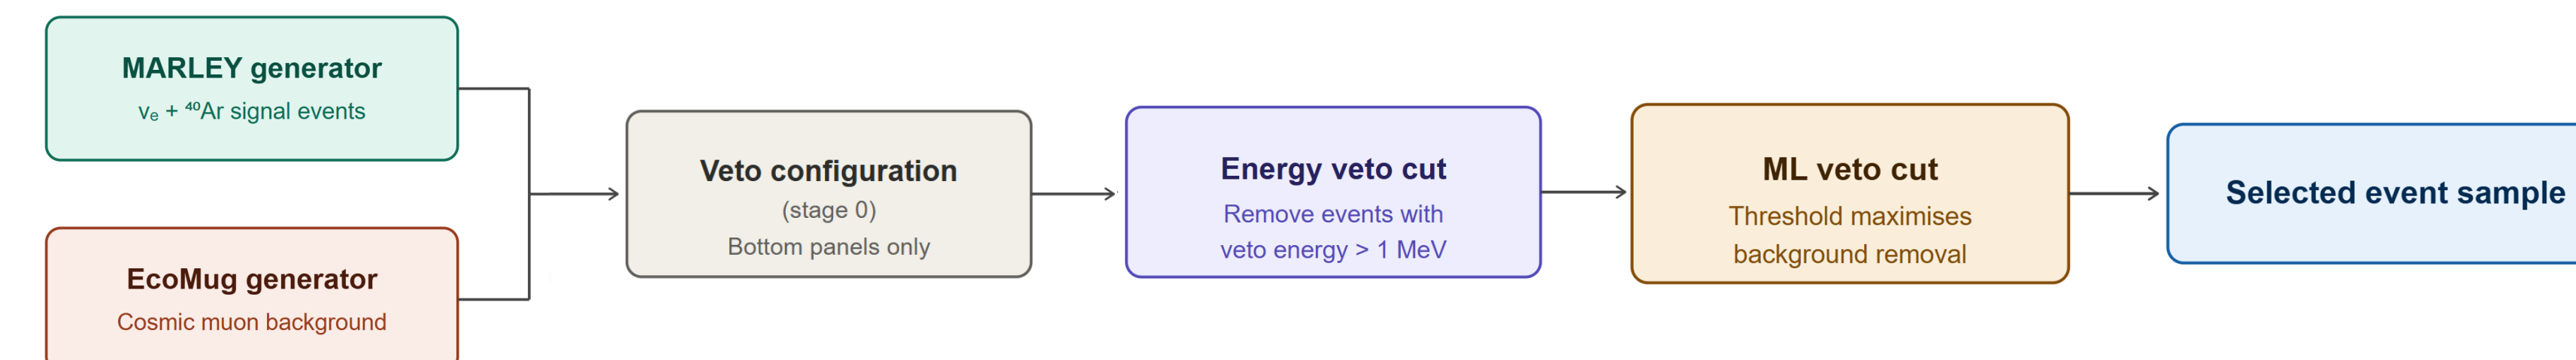 MARLEY generator
νₑ + ⁴⁰Ar signal events
EcoMug generator
Cosmic muon background
Veto configuration
(stage 0)
Bottom panels only
Energy veto cut
Remove events with
veto energy > 1 MeV
ML veto cut
Threshold maximises
background removal
Selected event sample